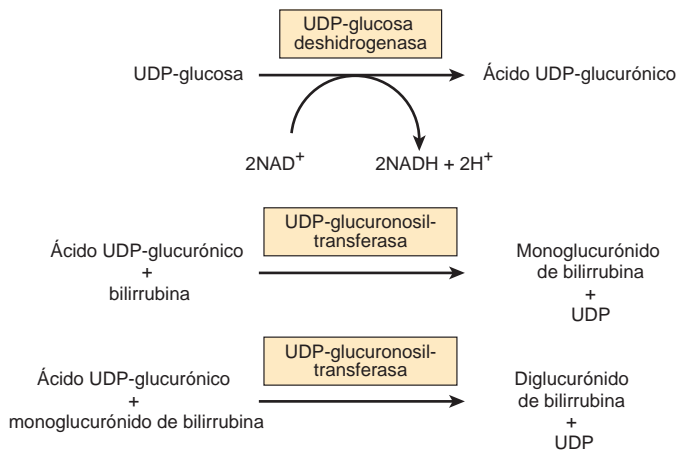 UDP-glucosa
deshidrogenasa
UDP-glucosa
Ácido UDP-glucurónico
2NAD+
2NADH + 2H+
UDP-glucuronosil-
transferasa
Ácido UDP-glucurónico
+
bilirrubina
Monoglucurónido
de bilirrubina
+
UDP
UDP-glucuronosil-
transferasa
Ácido UDP-glucurónico
+
monoglucurónido de bilirrubina
Diglucurónido
de bilirrubina
+
UDP